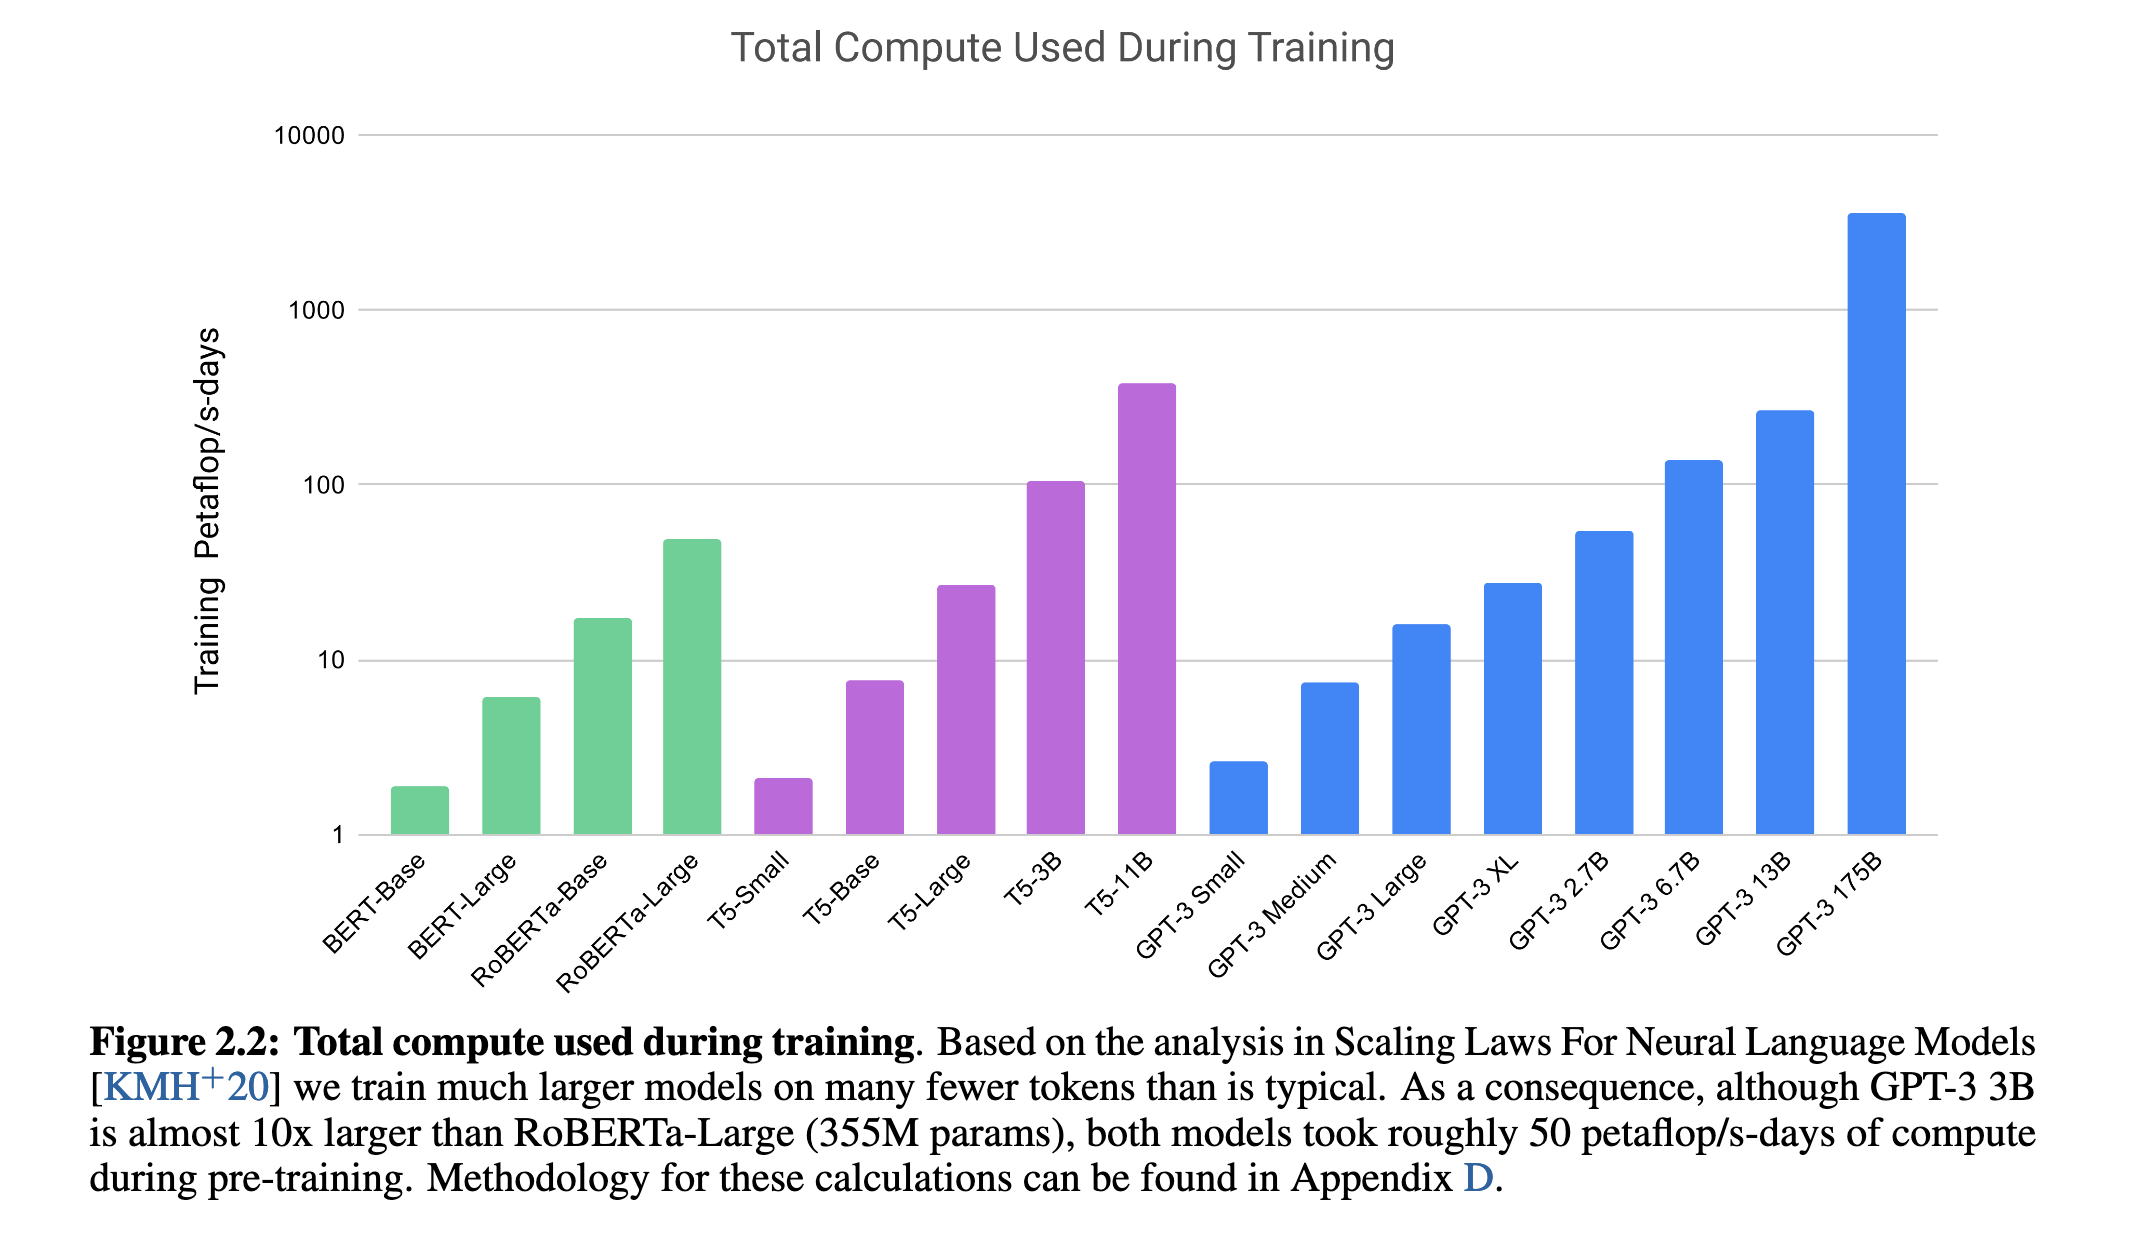 Total Compute Used During Training
Training Petaflop/s-days
10000
1000
100
10
1
BERT-Base
BERT-Large
RoBERTa-Base
RoBERTa-Large
T5-Small
T5-Base
T5-Large
T5-3B
T5-11B
GPT-3 Small
GPT-3 Medium
GPT-3 Large
GPT-3 XL
GPT-3 2.7B
GPT-3 6.7B
GPT-3 13B
GPT-3 175B
Figure 2.2: Total compute used during training. Based on the analysis in Scaling Laws For Neural Language Models
[KMH+20] we train much larger models on many fewer tokens than is typical. As a consequence, although GPT-3 3B
is almost 10x larger than RoBERTa-Large (355M params), both models took roughly 50 petaflop/s-days of compute
during pre-training. Methodology for these calculations can be found in Appendix D.